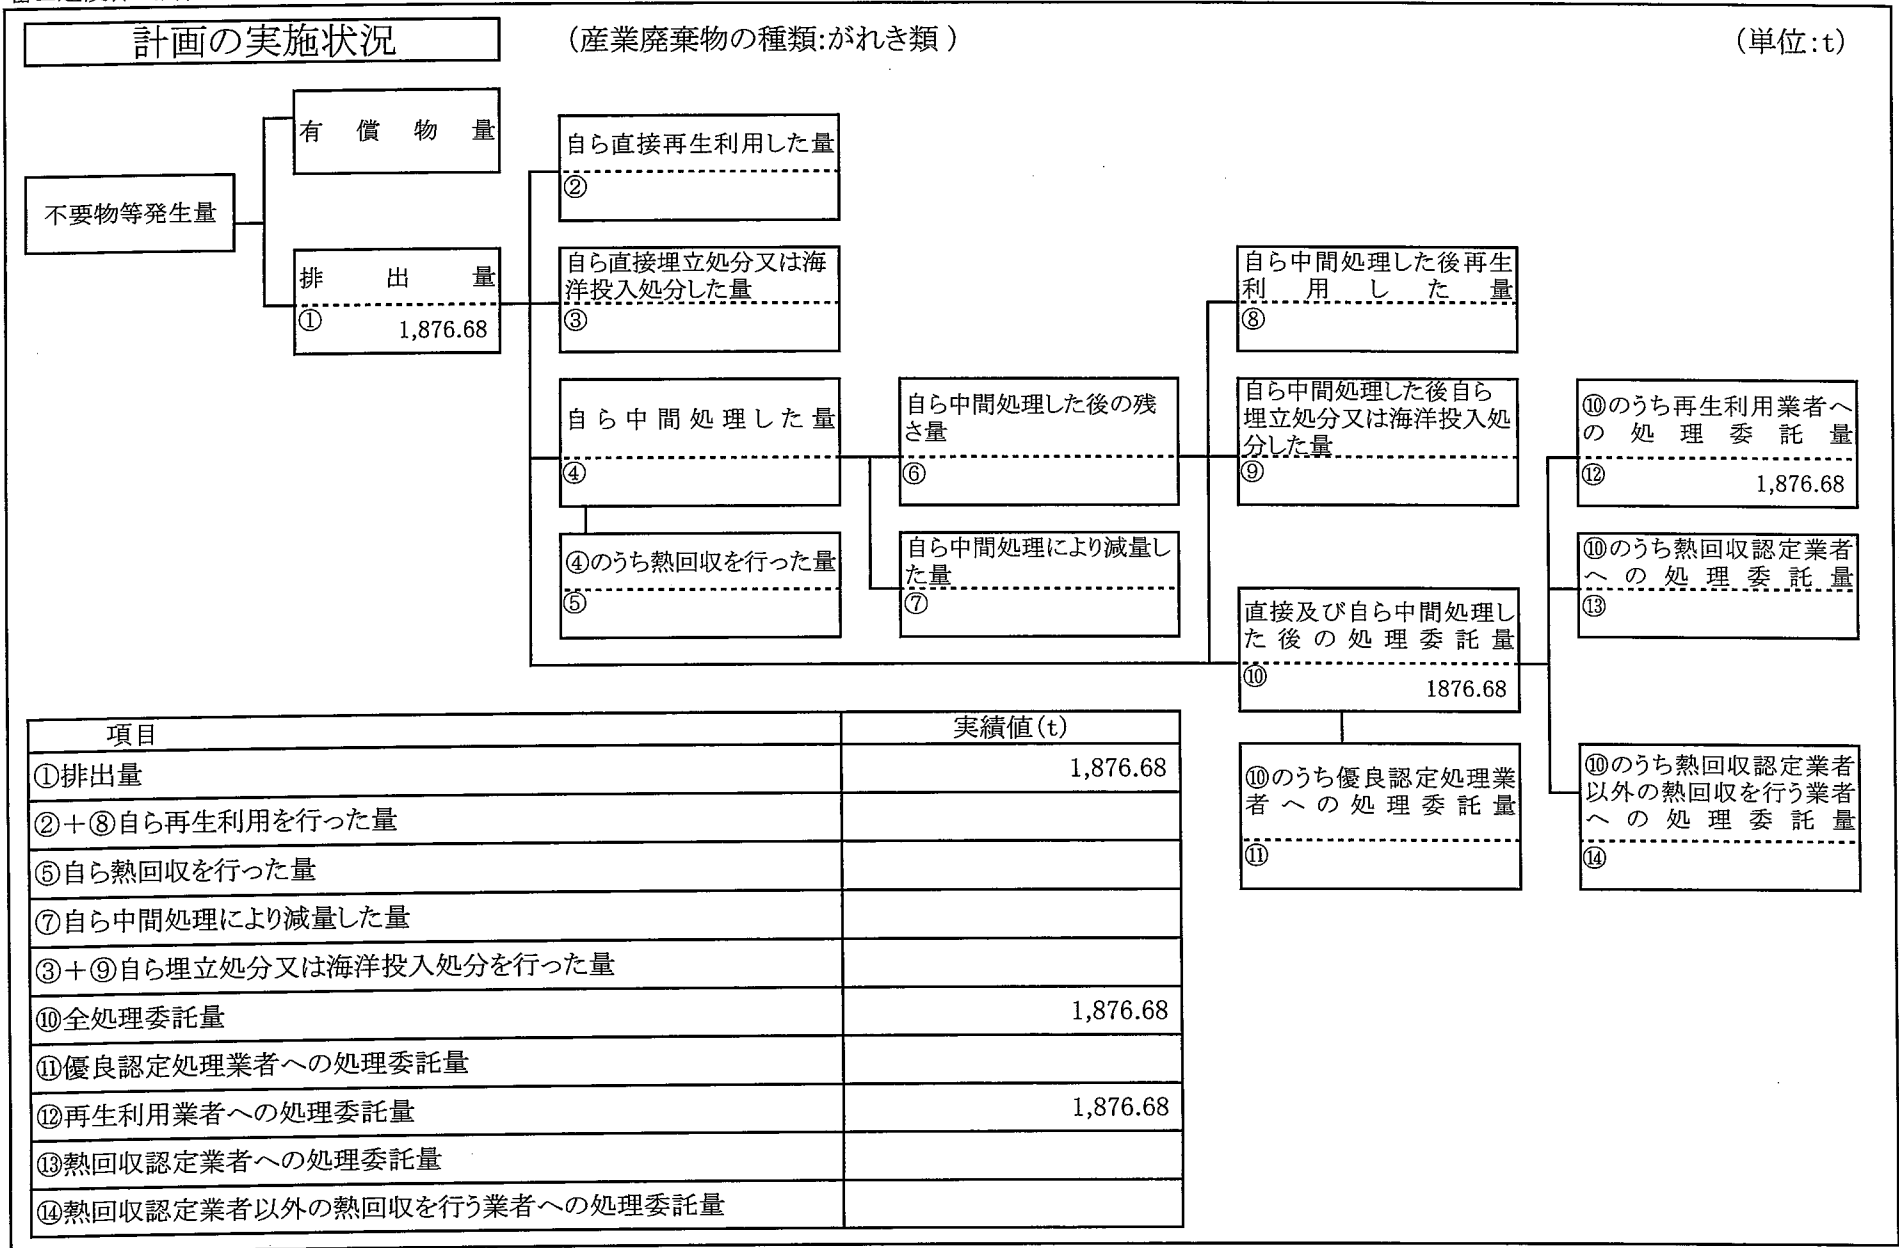 計画の実施状況
(産業廃棄物の種類:がれき類)
(単位:t)
不要物等発生量
有償物量
排出量
①
1,876.68
自ら直接再生利用した量
②
自ら直接埋立処分又は海
洋投入処分した量
③
自ら中間処理した量
④
④のうち熱回収を行った量
⑤
自ら中間処理した後の残
さ量
⑥
自ら中間処理により減量し
た量
⑦
自ら中間処理した後再生
利用した量
⑧
自ら中間処理した後自ら
埋立処分又は海洋投入処
分した量
⑨
直接及び自ら中間処理し
た後の処理委託量
⑩
1876.68
⑩のうち優良認定処理業
者への処理委託量
⑪
⑩のうち再生利用業者へ
の処理委託量
⑫
1,876.68
⑩のうち熱回収認定業者
への処理委託量
⑬
⑩のうち熱回収認定業者
以外の熱回収を行う業者
への処理委託量
⑭
項目 実績値(t)
①排出量 1,876.68
②+⑧自ら再生利用を行った量
⑤自ら熱回収を行った量
⑦自ら中間処理により減量した量
③+⑨自ら埋立処分又は海洋投入処分を行った量
⑩全処理委託量 1,876.68
⑪優良認定処理業者への処理委託量
⑫再生利用業者への処理委託量 1,876.68
⑬熱回収認定業者への処理委託量
⑭熱回収認定業者以外の熱回収を行う業者への処理委託量